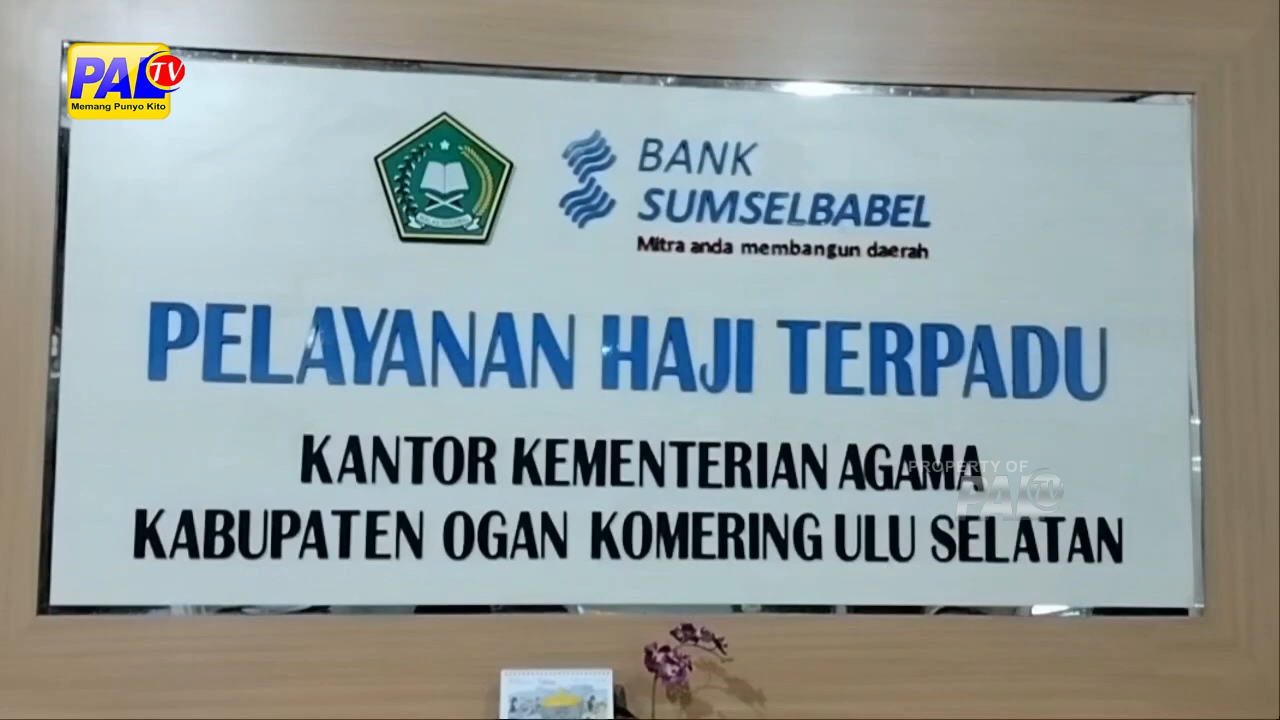 PAL TV
Memang Punyo Kito
BANK
SUMSELBABEL
Mitra anda membangun daerah
PELAYANAN HAJI TERPADU
KANTOR KEMENTERIAN AGAMA
KABUPATEN OGAN KOMERING ULU SELATAN
PROPERTY OF
PAL TV